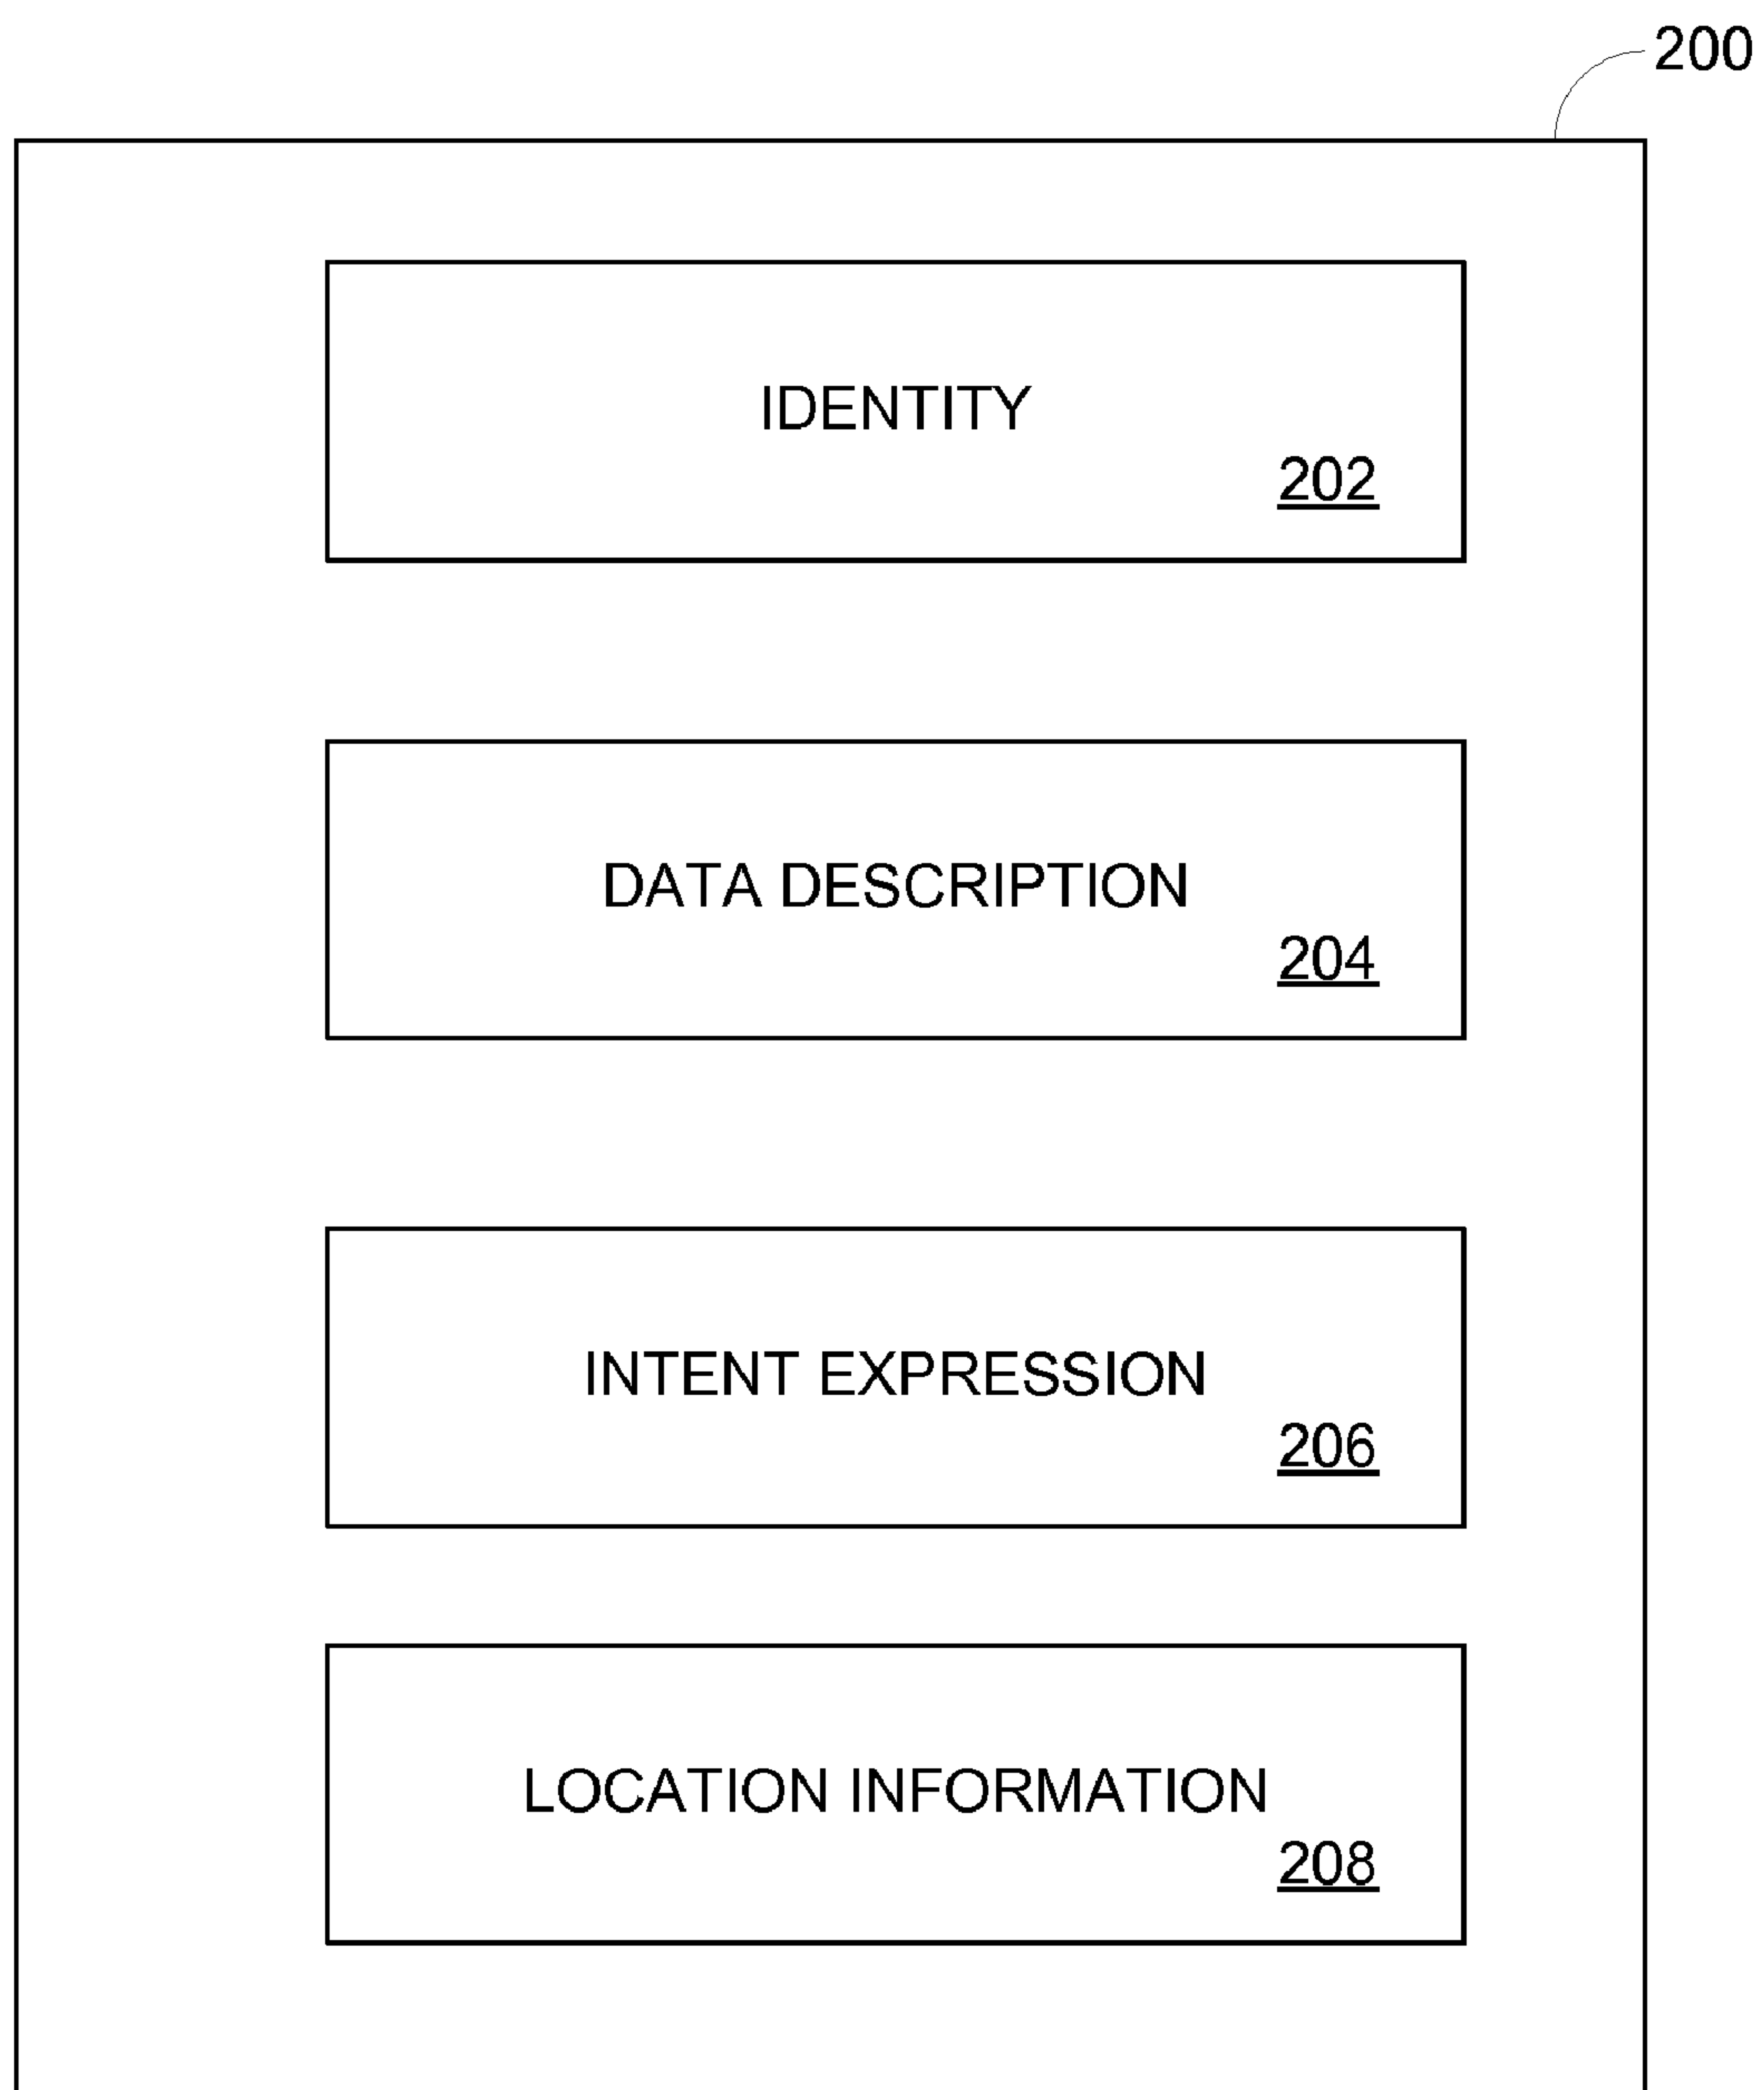 200
IDENTITY
202
DATA DESCRIPTION
204
INTENT EXPRESSION
206
LOCATION INFORMATION
208